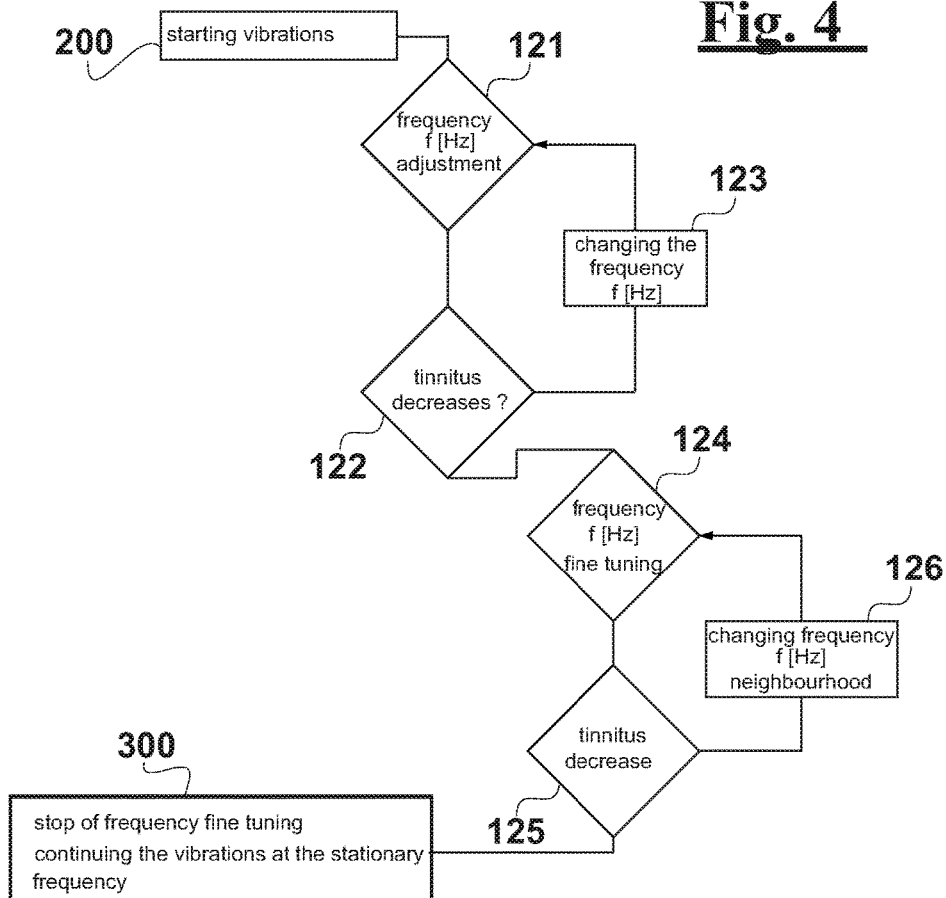 Fig. 4
200
starting vibrations
121
frequency
f [Hz]
adjustment
123
changing the
frequency
f [Hz]
tinnitus
decreases ?
122
124
frequency
f [Hz]
fine tuning
126
changing frequency
f [Hz]
neighbourhood
tinnitus
decrease
125
300
stop of frequency fine tuning
continuing the vibrations at the stationary
frequency